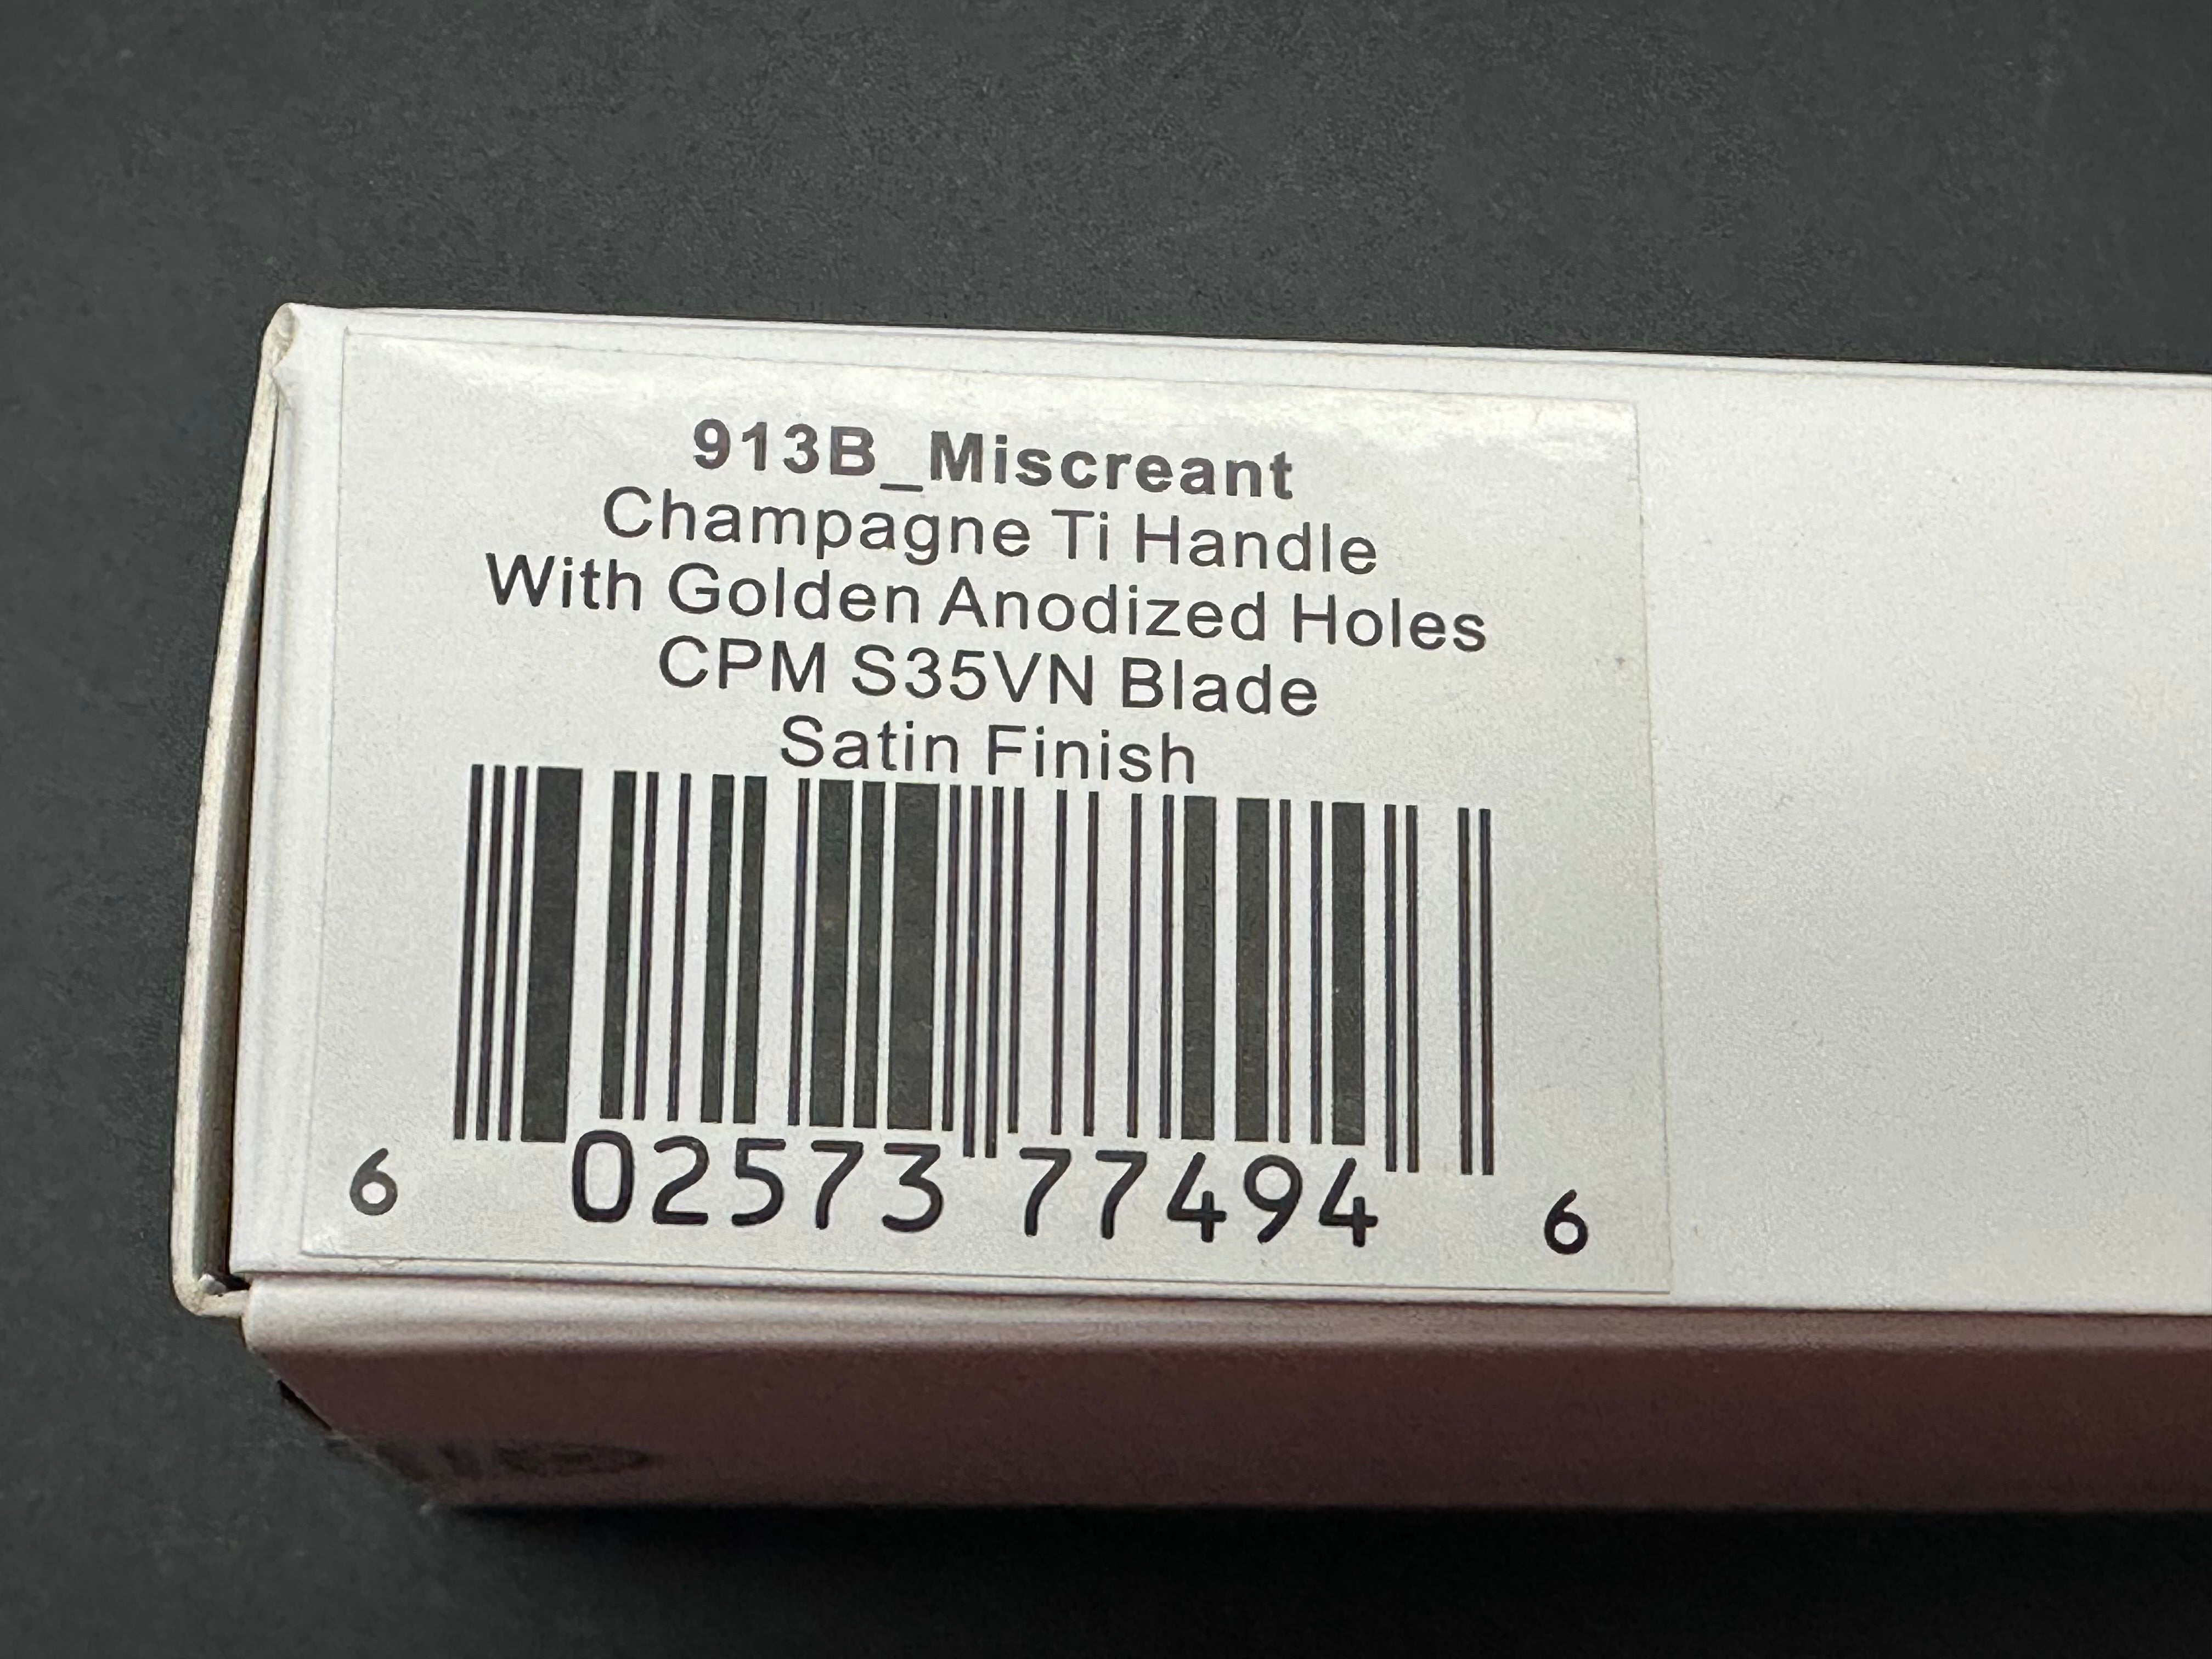 913B_Miscreant
Champagne Ti Handle
With Golden Anodized Holes
CPM S35VN Blade
Satin Finish
6 02573 77494 6